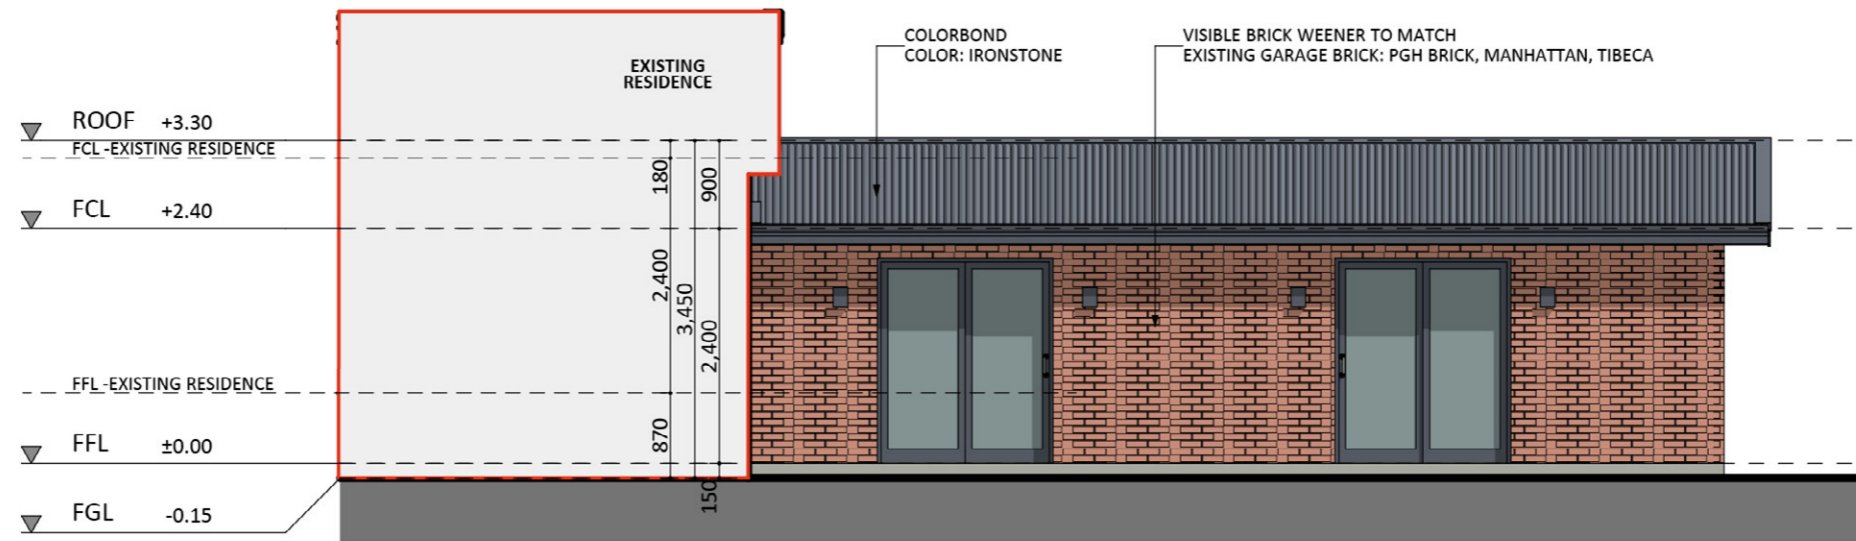 COLORBOND
COLOR: IRONSTONE
VISIBLE BRICK WEENER TO MATCH
EXISTING GARAGE BRICK: PGH BRICK, MANHATTAN, TIBECA
EXISTING
RESIDENCE
ROOF +3.30
FCL -EXISTING RESIDENCE
180
900
FCL +2.40
2,400
3,450
2,400
FFL -EXISTING RESIDENCE
870
FFL ±0.00
150
FGL -0.15